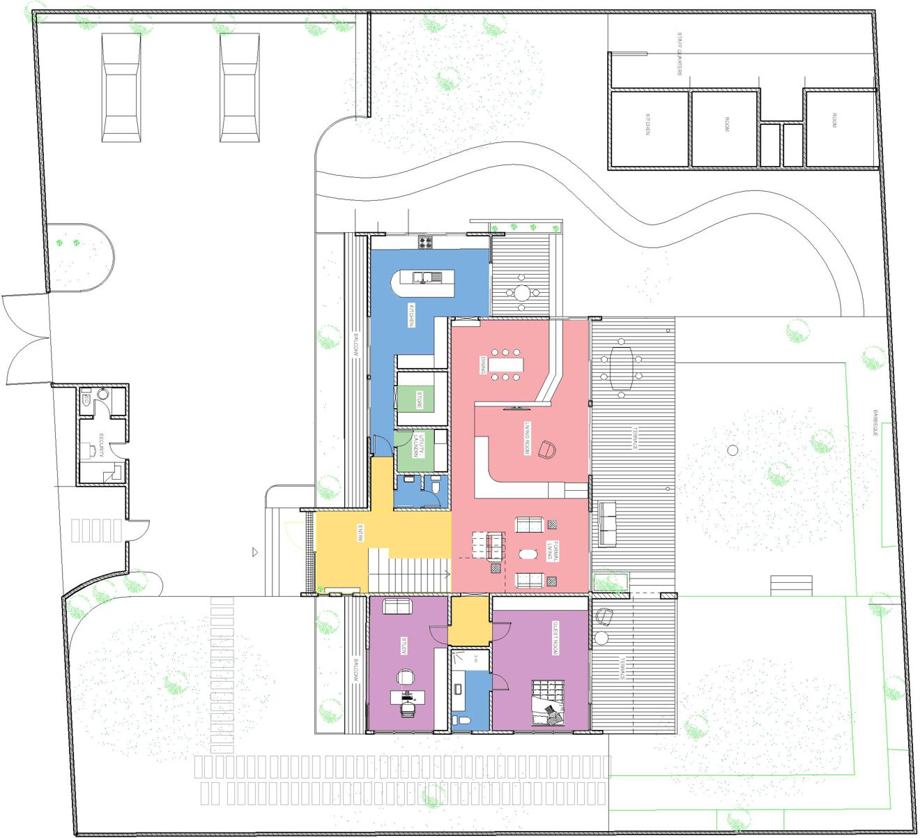 STAFF QUARTERS
KITCHEN
ROOM
ROOM
BALCONY
KITCHEN
DINING
STORE
LIVING ROOM
UTILITY
LAUNDRY
TERRACE
BARBEQUE
SECURITY
ENTRY
FORMAL
LIVING
STUDY
GUEST ROOM
BALCONY
TERRACE